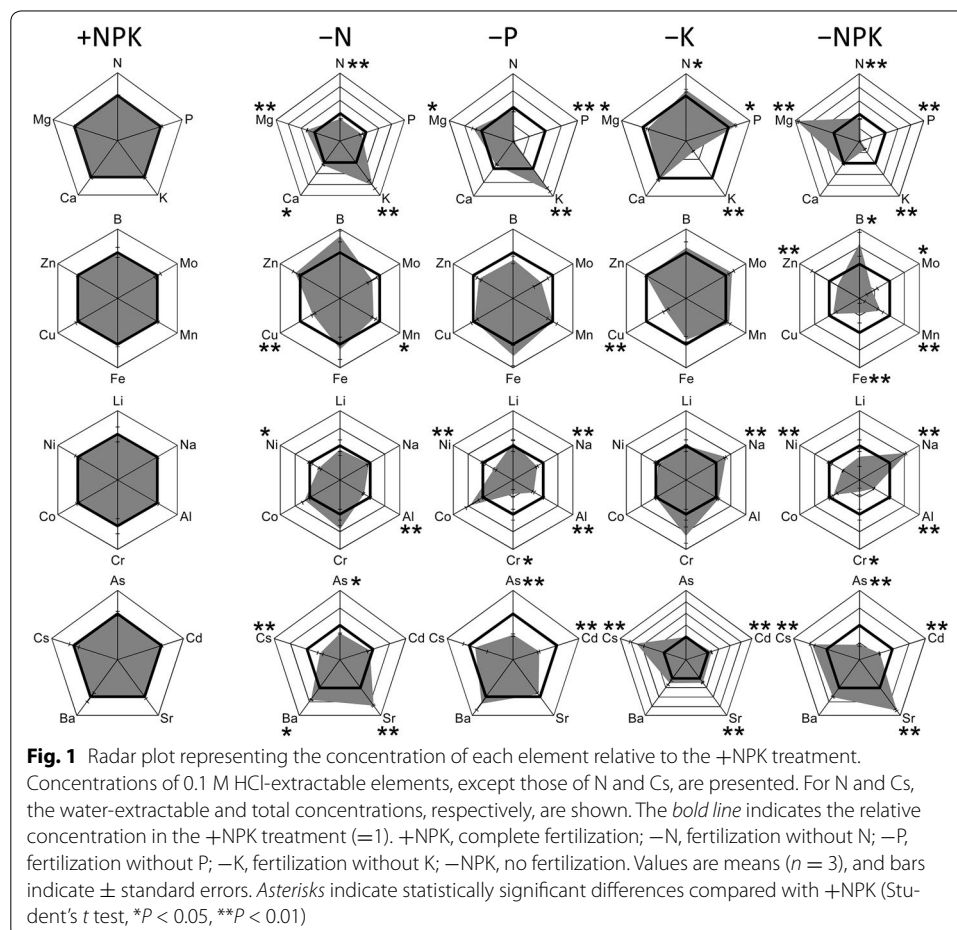 +NPK −N −P −K −NPK
N N** N N* N**
Mg P **Mg P *Mg P** *Mg P* **Mg P**
Ca K Ca K Ca K Ca K Ca K
* ** ** ** **
B B B B B*
Zn Mo Zn Mo Zn Mo Zn Mo **Zn Mo*
Cu Mn Cu Mn Cu Mn Cu Mn Cu Mn
** * ** **
Fe Fe Fe Fe Fe**
Li Li Li Li Li
Ni Na *Ni Na **Ni Na** Ni Na** **Ni Na**
Co Al Co Al Co Al Co Al Co Al
** **
Cr Cr Cr* Cr Cr*
As As* As** As As**
Cs Cd **Cs Cd Cs Cd** **Cs Cd** **Cs Cd**
Ba Sr Ba Sr Ba Sr Ba Sr Ba Sr
* ** ** **
Fig. 1 Radar plot representing the concentration of each element relative to the +NPK treatment.
Concentrations of 0.1 M HCl-extractable elements, except those of N and Cs, are presented. For N and Cs,
the water-extractable and total concentrations, respectively, are shown. The bold line indicates the relative
concentration in the +NPK treatment (=1). +NPK, complete fertilization; −N, fertilization without N; −P,
fertilization without P; −K, fertilization without K; −NPK, no fertilization. Values are means (n = 3), and bars
indicate ± standard errors. Asterisks indicate statistically significant differences compared with +NPK (Stu-
dent's t test, *P < 0.05, **P < 0.01)